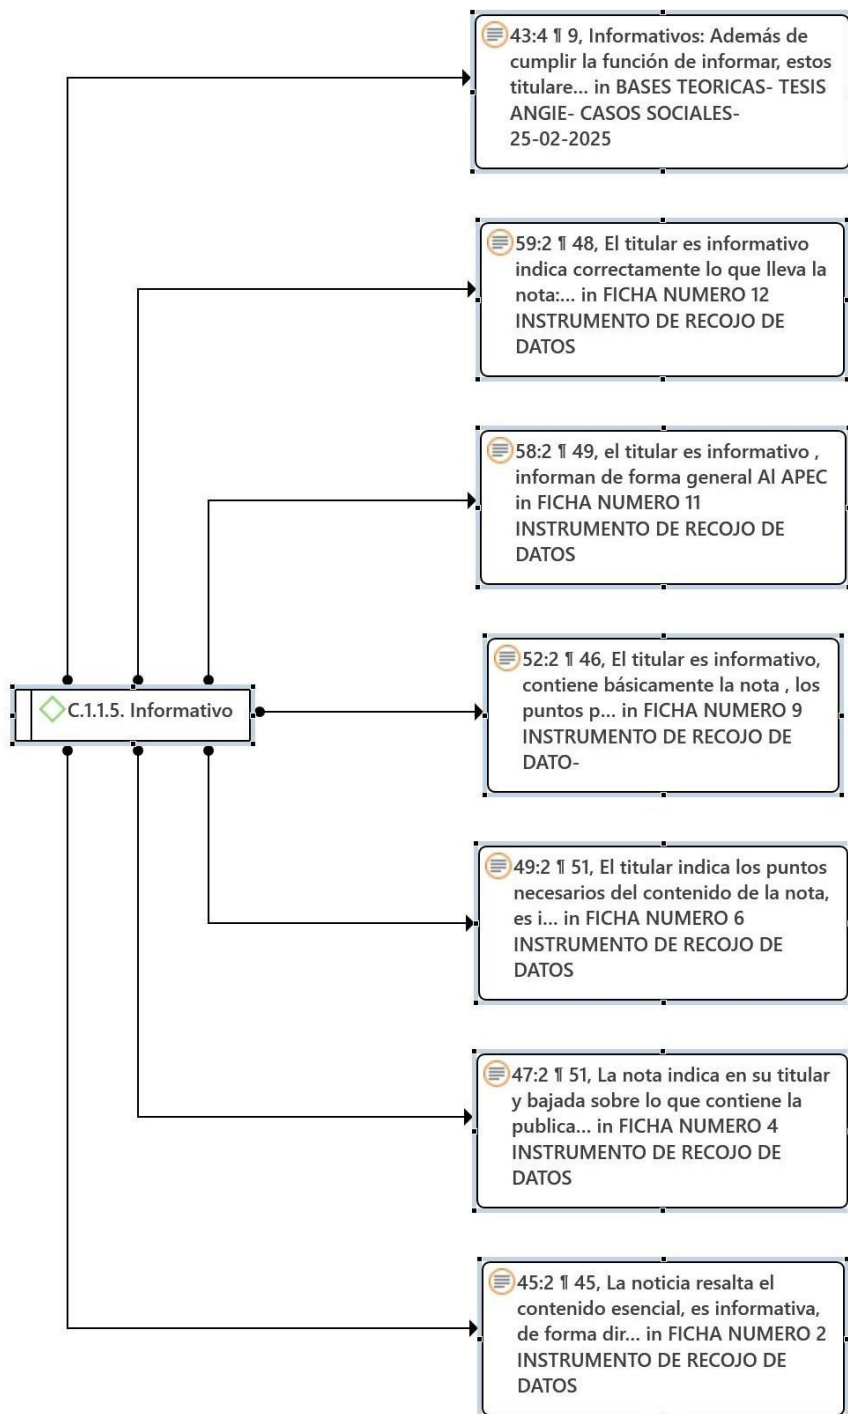 43:4 ¶ 9, Informativos: Además de
cumplir la función de informar, estos
titulare... in BASES TEORICAS- TESIS
ANGIE- CASOS SOCIALES-
25-02-2025
59:2 ¶ 48, El titular es informativo
indica correctamente lo que lleva la
nota:... in FICHA NUMERO 12
INSTRUMENTO DE RECOJO DE
DATOS
58:2 ¶ 49, el titular es informativo ,
informan de forma general Al APEC
in FICHA NUMERO 11
INSTRUMENTO DE RECOJO DE
DATOS
C.1.1.5. Informativo
52:2 ¶ 46, El titular es informativo,
contiene básicamente la nota , los
puntos p... in FICHA NUMERO 9
INSTRUMENTO DE RECOJO DE
DATO-
49:2 ¶ 51, El titular indica los puntos
necesarios del contenido de la nota,
es i... in FICHA NUMERO 6
INSTRUMENTO DE RECOJO DE
DATOS
47:2 ¶ 51, La nota indica en su titular
y bajada sobre lo que contiene la
publica... in FICHA NUMERO 4
INSTRUMENTO DE RECOJO DE
DATOS
45:2 ¶ 45, La noticia resalta el
contenido esencial, es informativa,
de forma dir... in FICHA NUMERO 2
INSTRUMENTO DE RECOJO DE
DATOS